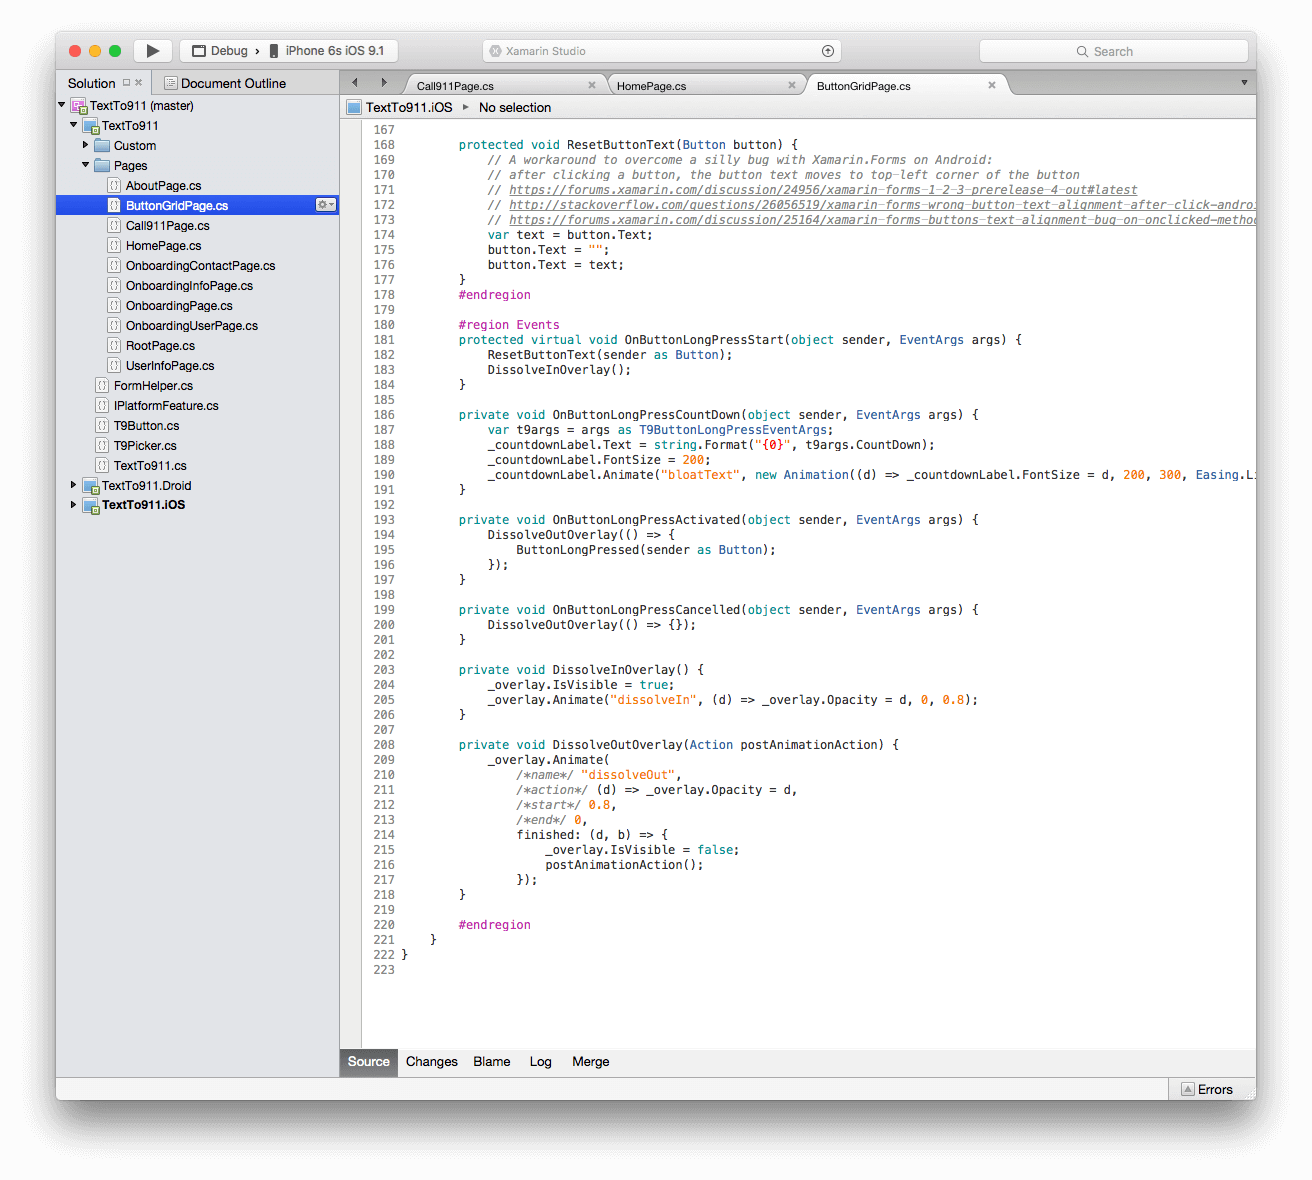 Debug › iPhone 6s iOS 9.1
Xamarin Studio
Search
Solution
Document Outline
Call911Page.cs
HomePage.cs
ButtonGridPage.cs
TextTo911.iOS ▸ No selection
TextTo911 (master)
TextTo911
Custom
Pages
AboutPage.cs
ButtonGridPage.cs
Call911Page.cs
HomePage.cs
OnboardingContactPage.cs
OnboardingInfoPage.cs
OnboardingPage.cs
OnboardingUserPage.cs
RootPage.cs
UserInfoPage.cs
FormHelper.cs
IPlatformFeature.cs
T9Button.cs
T9Picker.cs
TextTo911.cs
TextTo911.Droid
TextTo911.iOS
167
168 protected void ResetButtonText(Button button) {
169 // A workaround to overcome a silly bug with Xamarin.Forms on Android:
170 // after clicking a button, the button text moves to top-left corner of the button
171 // https://forums.xamarin.com/discussion/24956/xamarin-forms-1-2-3-prerelease-4-out#latest
172 // http://stackoverflow.com/questions/26056519/xamarin-forms-wrong-button-text-alignment-after-click-androi
173 // https://forums.xamarin.com/discussion/25164/xamarin-forms-buttons-text-alignment-bug-on-onclicked-metho
174 var text = button.Text;
175 button.Text = "";
176 button.Text = text;
177 }
178 #endregion
179
180 #region Events
181 protected virtual void OnButtonLongPressStart(object sender, EventArgs args) {
182 ResetButtonText(sender as Button);
183 DissolveInOverlay();
184 }
185
186 private void OnButtonLongPressCountDown(object sender, EventArgs args) {
187 var t9args = args as T9ButtonLongPressEventArgs;
188 _countdownLabel.Text = string.Format("{0}", t9args.CountDown);
189 _countdownLabel.FontSize = 200;
190 _countdownLabel.Animate("bloatText", new Animation((d) => _countdownLabel.FontSize = d, 200, 300, Easing.Li
191 }
192
193 private void OnButtonLongPressActivated(object sender, EventArgs args) {
194 DissolveOutOverlay(() => {
195 ButtonLongPressed(sender as Button);
196 });
197 }
198
199 private void OnButtonLongPressCancelled(object sender, EventArgs args) {
200 DissolveOutOverlay(() => {});
201 }
202
203 private void DissolveInOverlay() {
204 _overlay.IsVisible = true;
205 _overlay.Animate("dissolveIn", (d) => _overlay.Opacity = d, 0, 0.8);
206 }
207
208 private void DissolveOutOverlay(Action postAnimationAction) {
209 _overlay.Animate(
210 /*name*/ "dissolveOut",
211 /*action*/ (d) => _overlay.Opacity = d,
212 /*start*/ 0.8,
213 /*end*/ 0,
214 finished: (d, b) => {
215 _overlay.IsVisible = false;
216 postAnimationAction();
217 });
218 }
219
220 #endregion
221 }
222 }
223
Source Changes Blame Log Merge
Errors